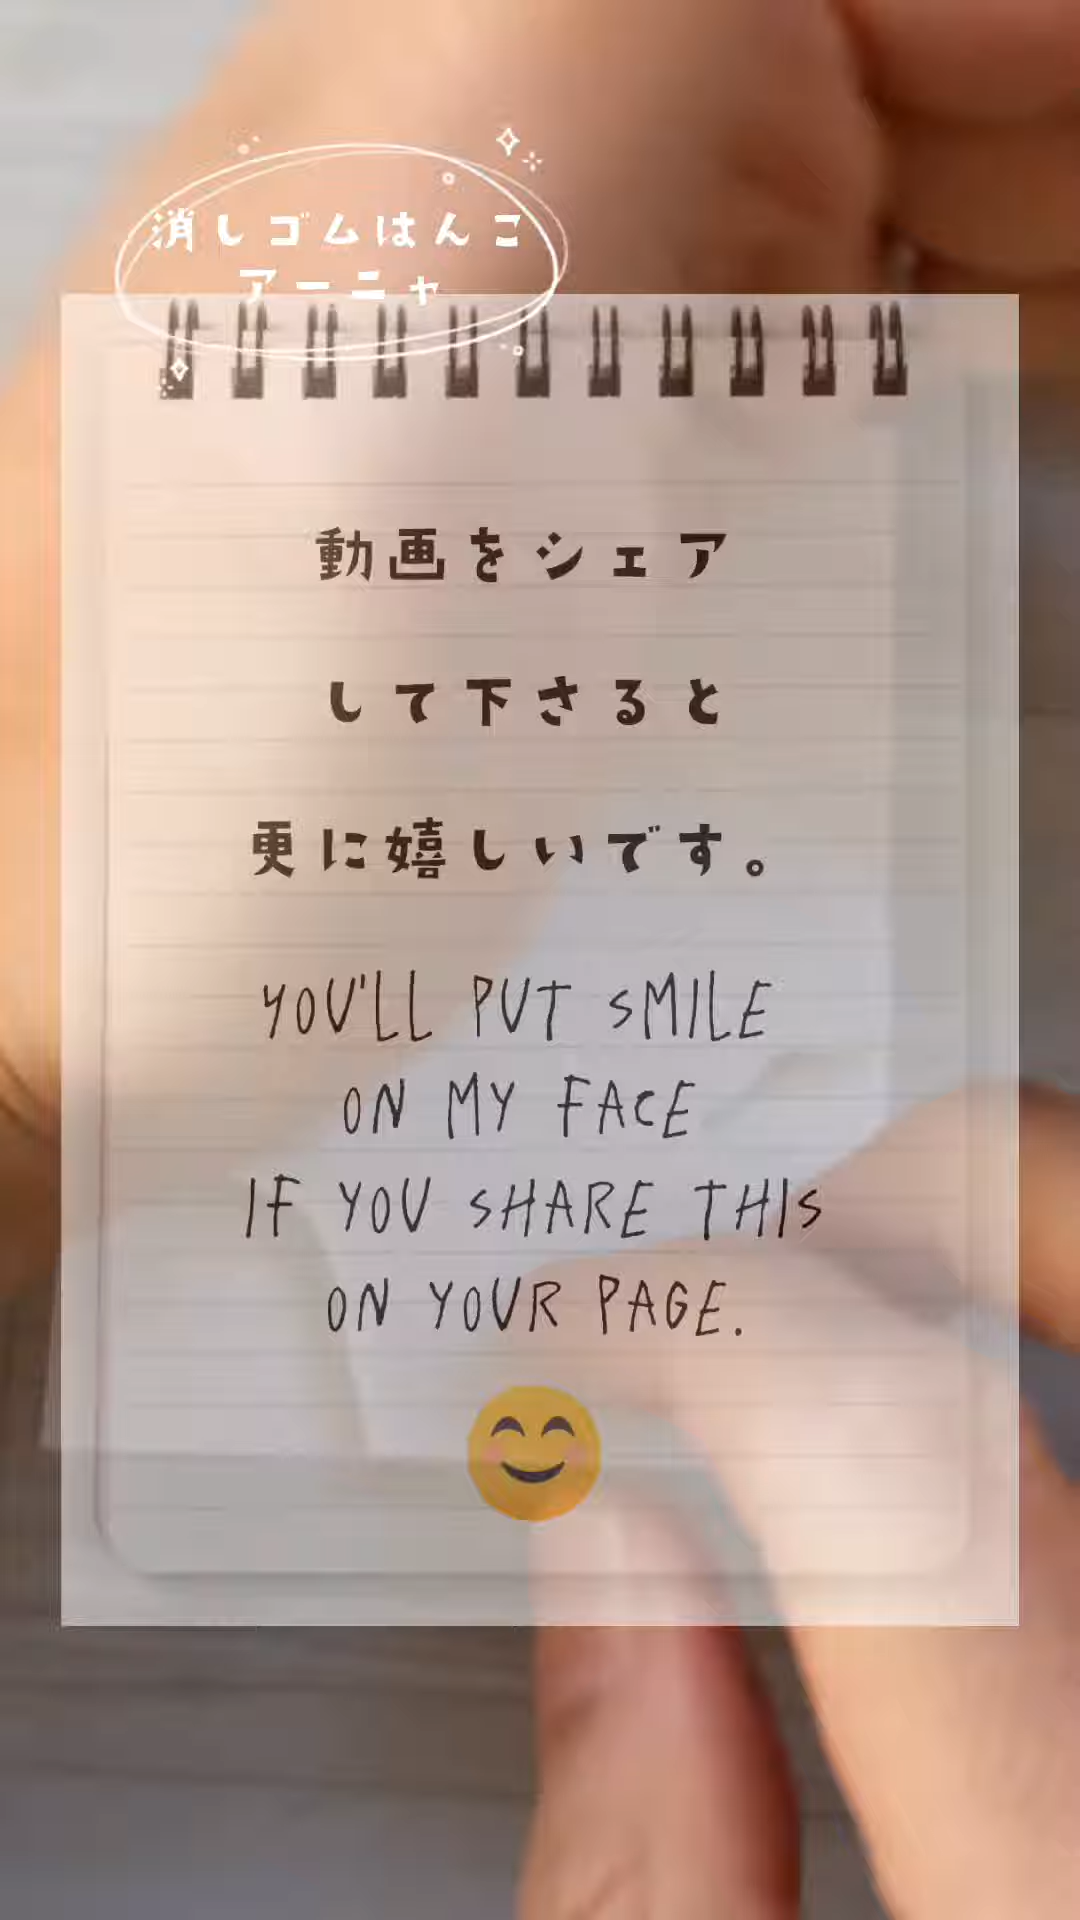 消しゴムはんこ
アーニャ
動画をシェア
して下さると
更に嬉しいです。
YOU'LL PUT SMILE
ON MY FACE
IF YOU SHARE THIS
ON YOUR PAGE.